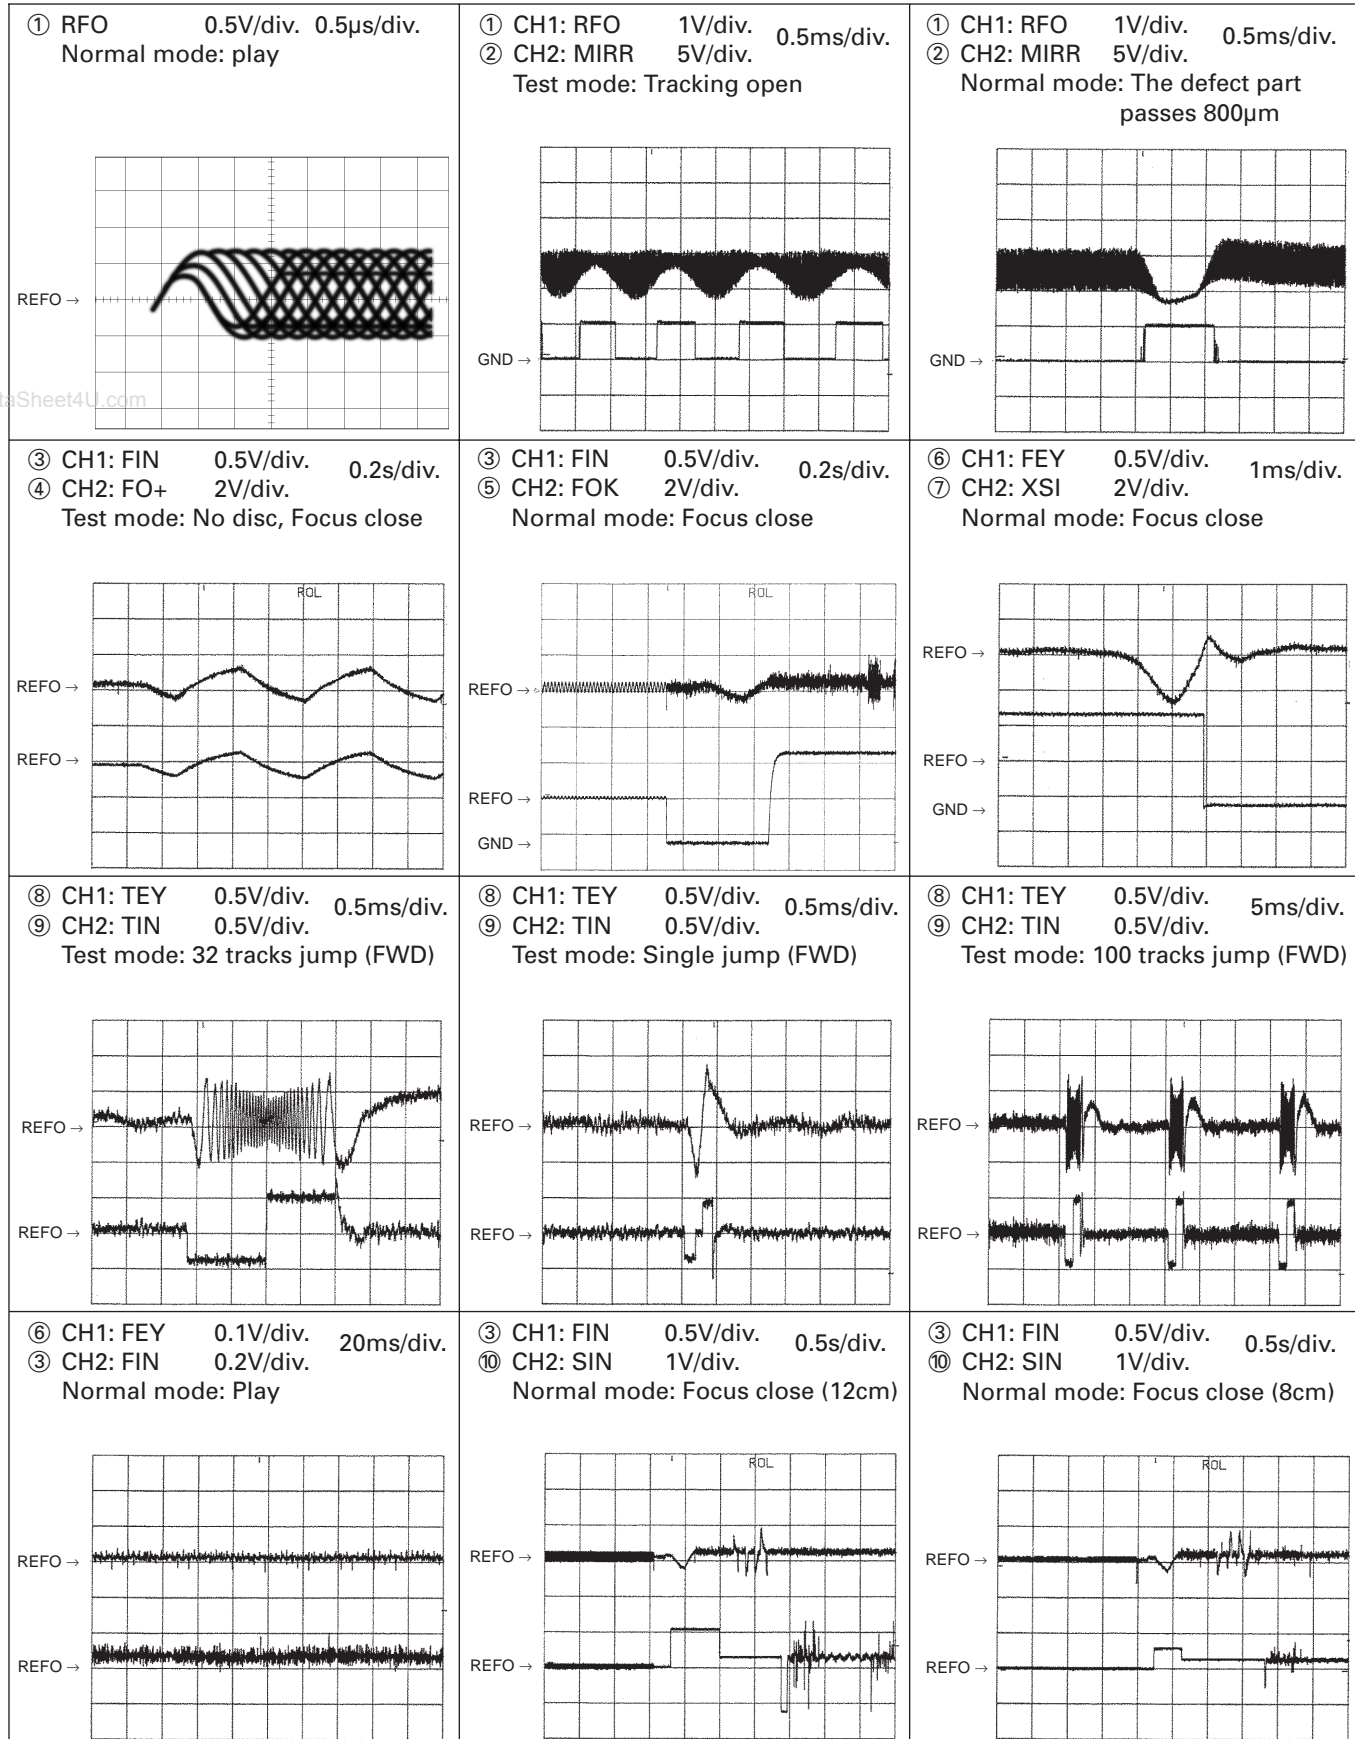 ① RFO 0.5V/div. 0.5µs/div.
Normal mode: play
REFO →
① CH1: RFO 1V/div. 0.5ms/div.
② CH2: MIRR 5V/div.
Test mode: Tracking open
GND →
① CH1: RFO 1V/div. 0.5ms/div.
② CH2: MIRR 5V/div.
Normal mode: The defect part
passes 800µm
GND →
taSheet4U.com
③ CH1: FIN 0.5V/div. 0.2s/div.
④ CH2: FO+ 2V/div.
Test mode: No disc, Focus close
ROL
REFO →
REFO →
③ CH1: FIN 0.5V/div. 0.2s/div.
⑤ CH2: FOK 2V/div.
Normal mode: Focus close
ROL
REFO →
REFO →
GND →
⑥ CH1: FEY 0.5V/div. 1ms/div.
⑦ CH2: XSI 2V/div.
Normal mode: Focus close
REFO →
REFO →
GND →
⑧ CH1: TEY 0.5V/div. 0.5ms/div.
⑨ CH2: TIN 0.5V/div.
Test mode: 32 tracks jump (FWD)
REFO →
REFO →
⑧ CH1: TEY 0.5V/div. 0.5ms/div.
⑨ CH2: TIN 0.5V/div.
Test mode: Single jump (FWD)
REFO →
REFO →
⑧ CH1: TEY 0.5V/div. 5ms/div.
⑨ CH2: TIN 0.5V/div.
Test mode: 100 tracks jump (FWD)
REFO →
REFO →
⑥ CH1: FEY 0.1V/div. 20ms/div.
③ CH2: FIN 0.2V/div.
Normal mode: Play
REFO →
REFO →
③ CH1: FIN 0.5V/div. 0.5s/div.
⑩ CH2: SIN 1V/div.
Normal mode: Focus close (12cm)
ROL
REFO →
REFO →
③ CH1: FIN 0.5V/div. 0.5s/div.
⑩ CH2: SIN 1V/div.
Normal mode: Focus close (8cm)
ROL
REFO →
REFO →